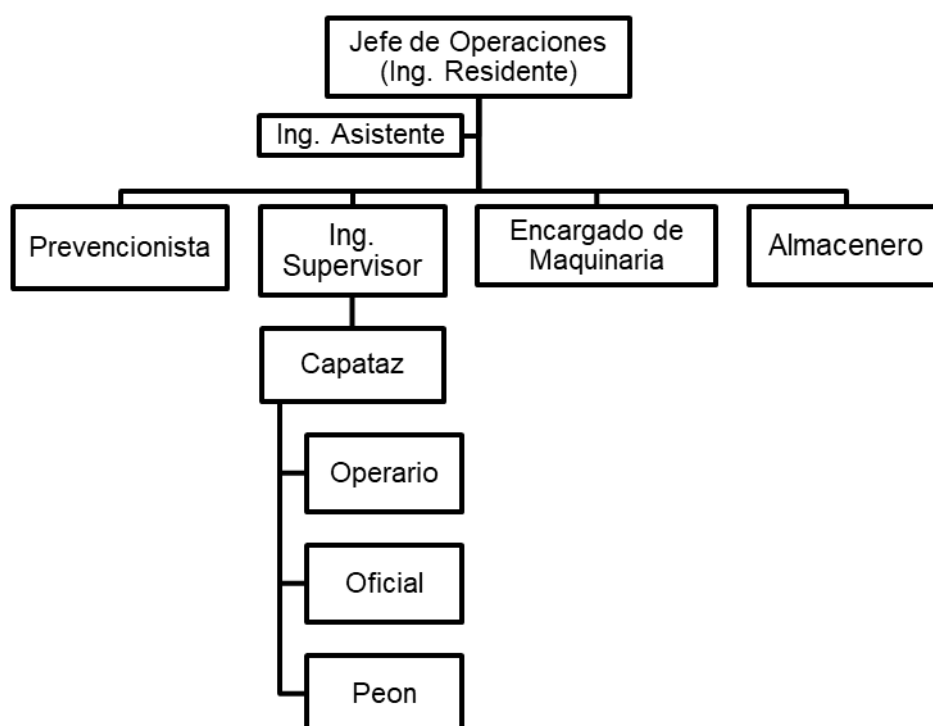 Jefe de Operaciones
(Ing. Residente)
Ing. Asistente
Prevencionista
Ing.
Supervisor
Encargado de
Maquinaria
Almacenero
Capataz
Operario
Oficial
Peon